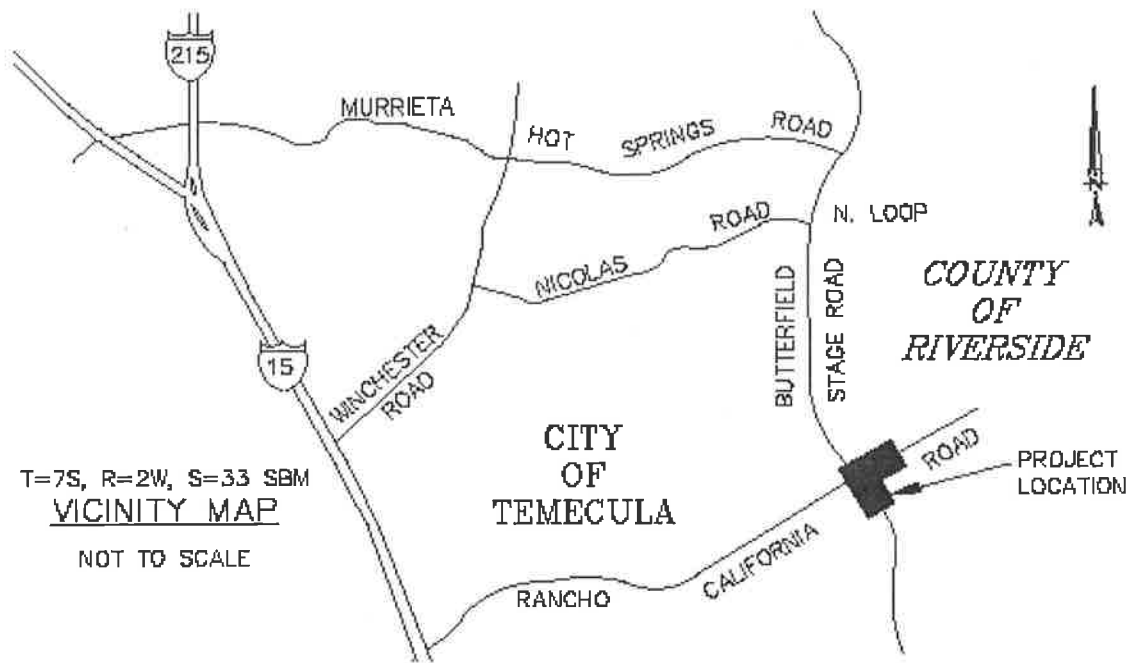 215
MURRIETA HOT SPRINGS ROAD
N. LOOP
NICOLAS ROAD
BUTTERFIELD
STAGE ROAD
COUNTY
OF
RIVERSIDE
15
WINCHESTER
ROAD
CITY
OF
TEMECULA
T=7S, R=2W, S=33 SBM
VICINITY MAP
NOT TO SCALE
RANCHO CALIFORNIA ROAD
PROJECT
LOCATION